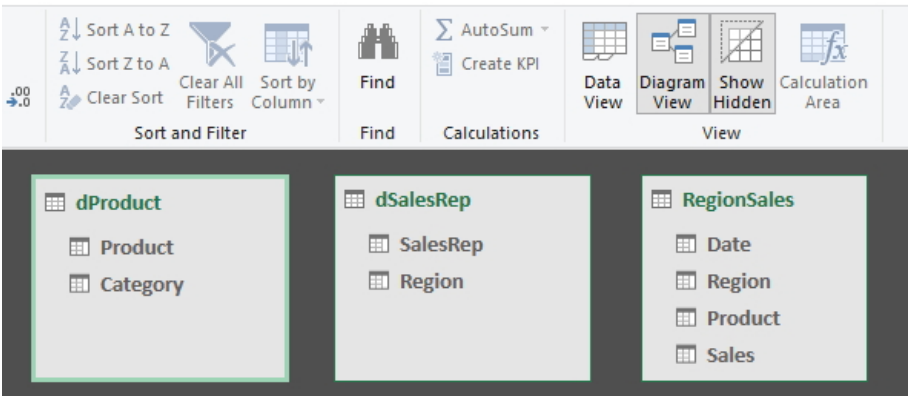 .00
.0
Sort A to Z
Sort Z to A
Clear Sort
Clear All
Filters
Sort by
Column
Sort and Filter
Find
Find
AutoSum
Create KPI
Calculations
Data
View
Diagram
View
Show
Hidden
Calculation
Area
View
dProduct
Product
Category
dSalesRep
SalesRep
Region
RegionSales
Date
Region
Product
Sales